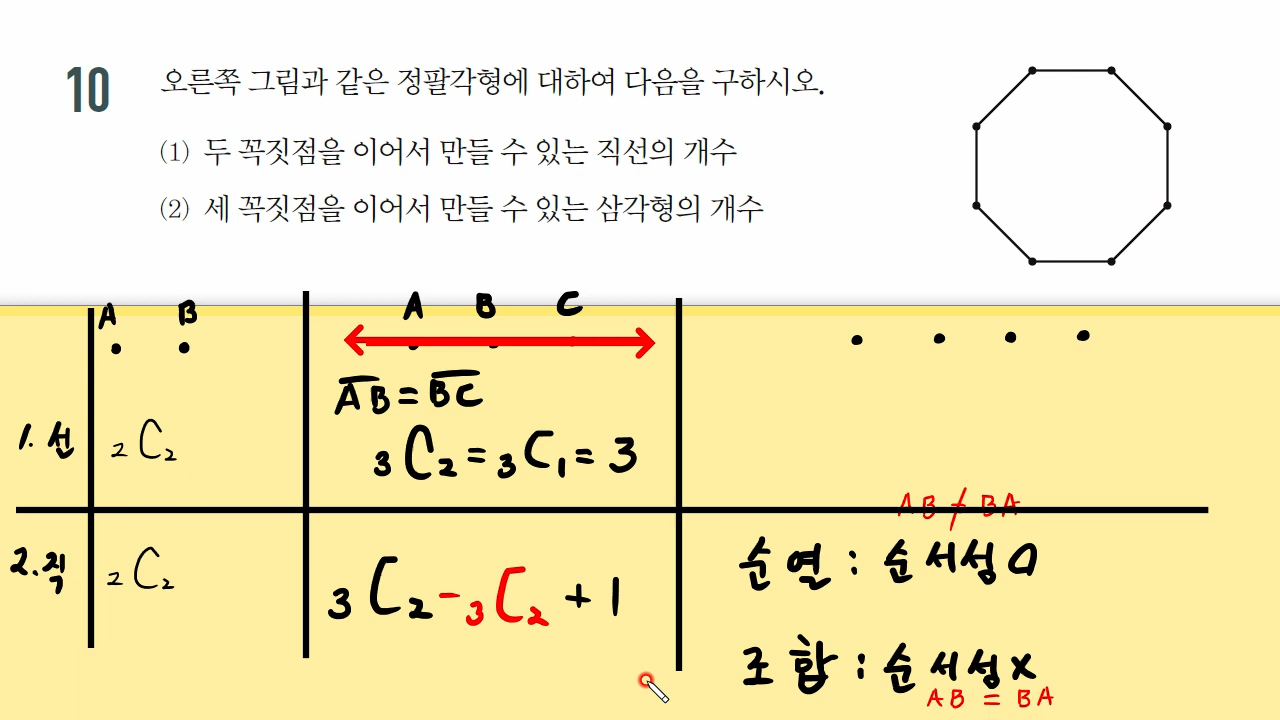 10 오른쪽 그림과 같은 정팔각형에 대하여 다음을 구하시오.
(1) 두 꼭짓점을 이어서 만들 수 있는 직선의 개수
(2) 세 꼭짓점을 이어서 만들 수 있는 삼각형의 개수
A B
A B C
A̅B̅ = B̅C̅
1. 선
₂C₂
₃C₂ = ₃C₁ = 3
AB ≠ BA
2. 직
₂C₂
₃C₂ - ₃C₂ + 1
순열 : 순서성 O
조합 : 순서성 X
AB = BA